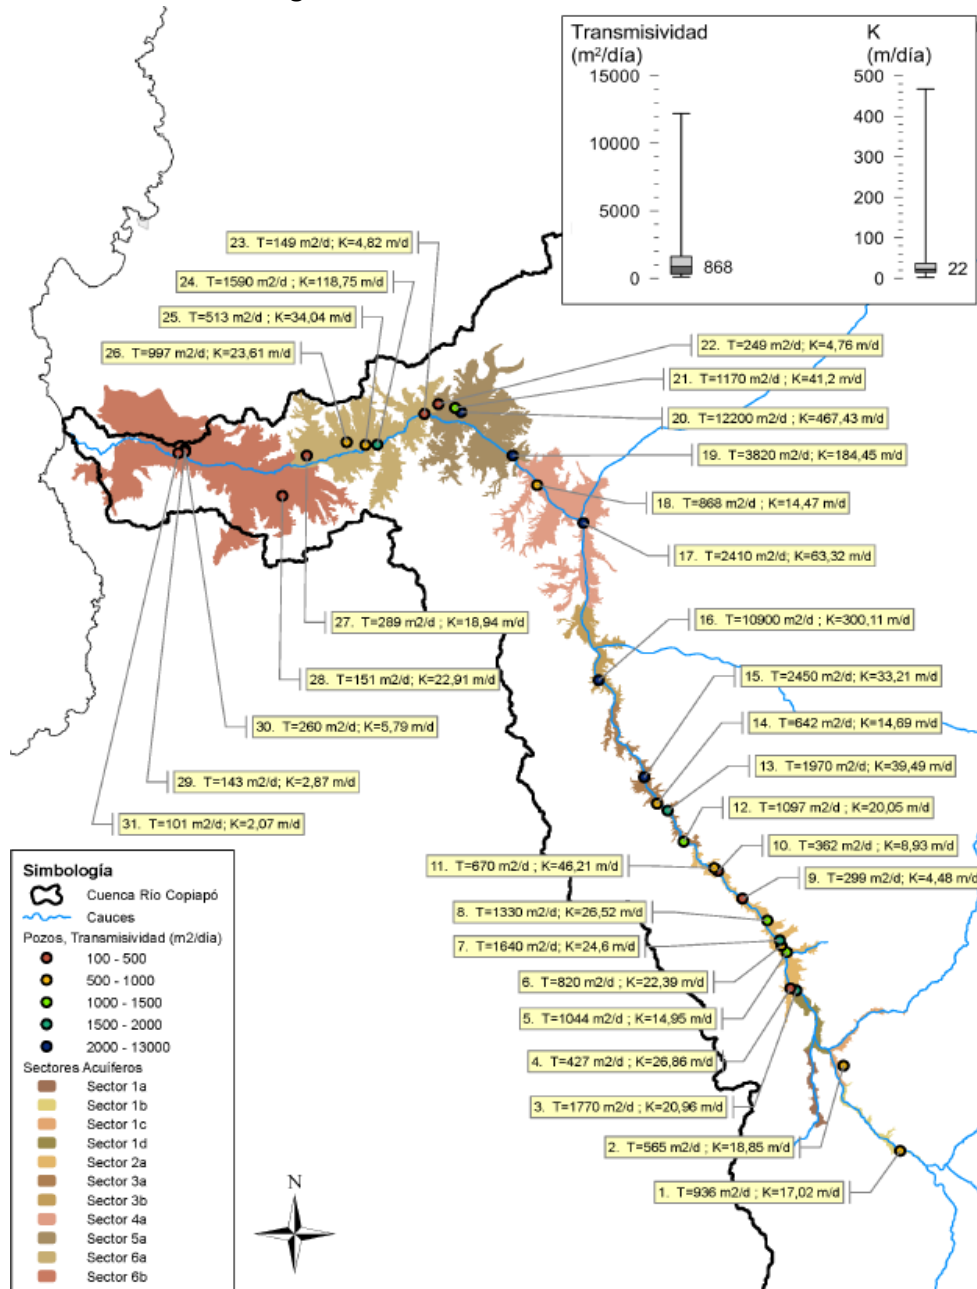 Transmisividad
(m²/día)
15000
10000
5000
0
868
K
(m/día)
500
400
300
200
100
0
22
23. T=149 m2/d; K=4,82 m/d
24. T=1590 m2/d ; K=118,75 m/d
25. T=513 m2/d ; K=34,04 m/d
26. T=997 m2/d; K=23,61 m/d
22. T=249 m2/d ; K=4,76 m/d
21. T=1170 m2/d ; K=41,2 m/d
20. T=12200 m2/d ; K=467,43 m/d
19. T=3820 m2/d ; K=184,45 m/d
18. T=868 m2/d ; K=14,47 m/d
17. T=2410 m2/d ; K=63,32 m/d
27. T=289 m2/d ; K=18,94 m/d
16. T=10900 m2/d ; K=300,11 m/d
28. T=151 m2/d; K=22,91 m/d
15. T=2450 m2/d ; K=33,21 m/d
30. T=260 m2/d ; K=5,79 m/d
14. T=642 m2/d; K=14,69 m/d
29. T=143 m2/d; K=2,87 m/d
13. T=1970 m2/d ; K=39,49 m/d
31. T=101 m2/d; K=2,07 m/d
12. T=1097 m2/d ; K=20,05 m/d
10. T=362 m2/d ; K=8,93 m/d
11. T=670 m2/d ; K=46,21 m/d
9. T=299 m2/d ; K=4,48 m/d
8. T=1330 m2/d ; K=26,52 m/d
7. T=1640 m2/d ; K=24,6 m/d
6. T=820 m2/d ; K=22,39 m/d
5. T=1044 m2/d ; K=14,95 m/d
4. T=427 m2/d ; K=26,86 m/d
3. T=1770 m2/d ; K=20,96 m/d
2. T=565 m2/d ; K=18,85 m/d
1. T=936 m2/d ; K=17,02 m/d
Simbología
Cuenca Río Copiapó
Cauces
Pozos, Transmisividad (m2/día)
100 - 500
500 - 1000
1000 - 1500
1500 - 2000
2000 - 13000
Sectores Acuíferos
Sector 1a
Sector 1b
Sector 1c
Sector 1d
Sector 2a
Sector 3a
Sector 3b
Sector 4a
Sector 5a
Sector 6a
Sector 6b
N